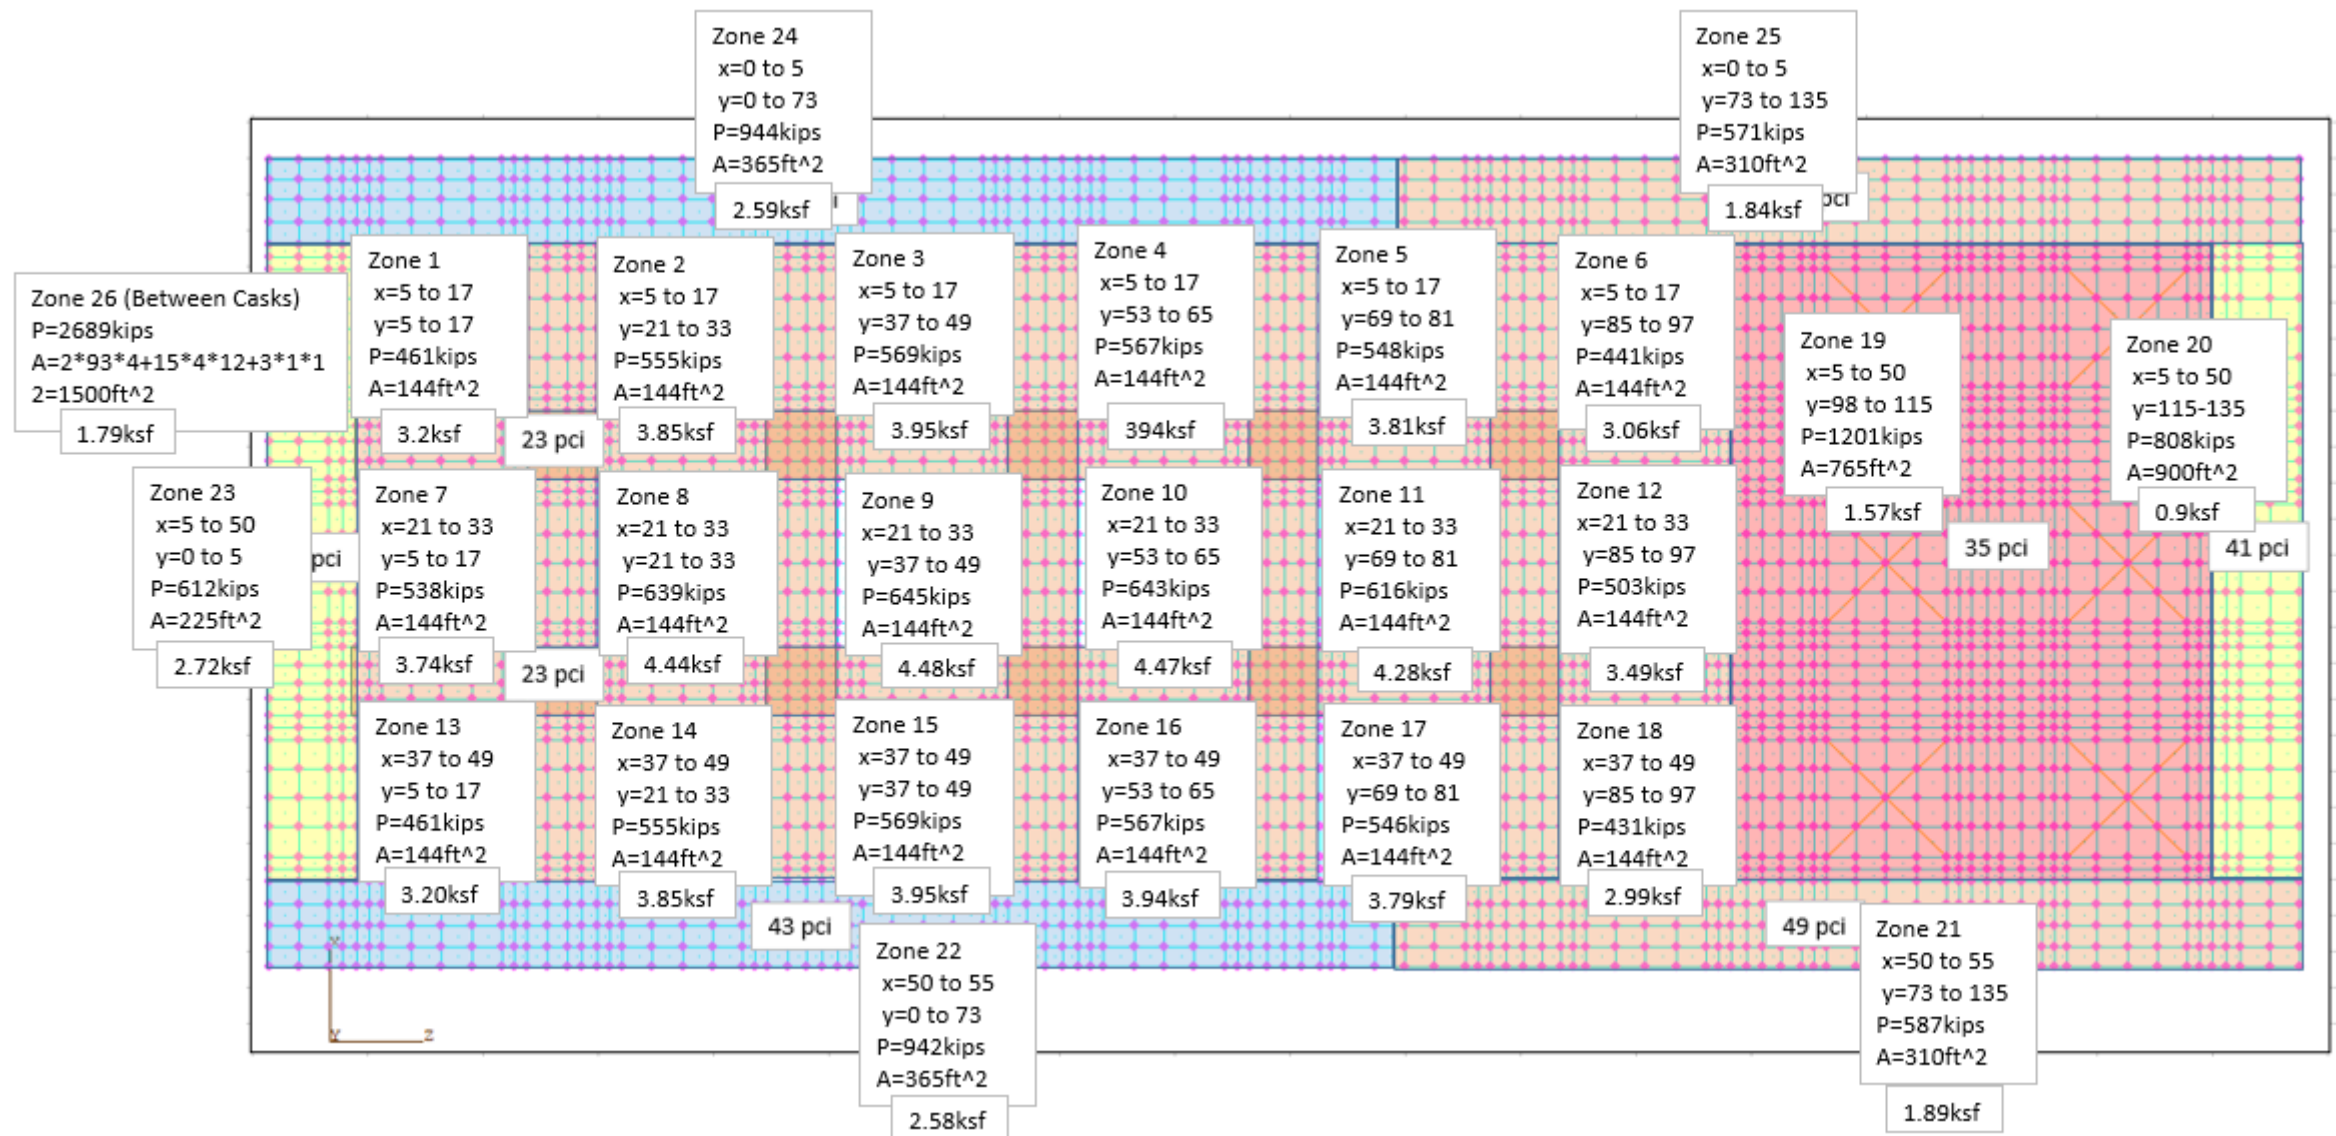 Zone 24
x=0 to 5
y=0 to 73
P=944kips
A=365ft^2
2.59ksf
Zone 25
x=0 to 5
y=73 to 135
P=571kips
A=310ft^2
1.84ksf
pci
Zone 26 (Between Casks)
P=2689kips
A=2*93*4+15*4*12+3*1*1
2=1500ft^2
1.79ksf
Zone 1
x=5 to 17
y=5 to 17
P=461kips
A=144ft^2
3.2ksf
23 pci
Zone 2
x=5 to 17
y=21 to 33
P=555kips
A=144ft^2
3.85ksf
Zone 3
x=5 to 17
y=37 to 49
P=569kips
A=144ft^2
3.95ksf
Zone 4
x=5 to 17
y=53 to 65
P=567kips
A=144ft^2
394ksf
Zone 5
x=5 to 17
y=69 to 81
P=548kips
A=144ft^2
3.81ksf
Zone 6
x=5 to 17
y=85 to 97
P=441kips
A=144ft^2
3.06ksf
Zone 19
x=5 to 50
y=98 to 115
P=1201kips
A=765ft^2
1.57ksf
35 pci
Zone 20
x=5 to 50
y=115-135
P=808kips
A=900ft^2
0.9ksf
41 pci
Zone 23
x=5 to 50
y=0 to 5
P=612kips
A=225ft^2
2.72ksf
pci
Zone 7
x=21 to 33
y=5 to 17
P=538kips
A=144ft^2
3.74ksf
23 pci
Zone 8
x=21 to 33
y=21 to 33
P=639kips
A=144ft^2
4.44ksf
Zone 9
x=21 to 33
y=37 to 49
P=645kips
A=144ft^2
4.48ksf
Zone 10
x=21 to 33
y=53 to 65
P=643kips
A=144ft^2
4.47ksf
Zone 11
x=21 to 33
y=69 to 81
P=616kips
A=144ft^2
4.28ksf
Zone 12
x=21 to 33
y=85 to 97
P=503kips
A=144ft^2
3.49ksf
Zone 13
x=37 to 49
y=5 to 17
P=461kips
A=144ft^2
3.20ksf
Zone 14
x=37 to 49
y=21 to 33
P=555kips
A=144ft^2
3.85ksf
Zone 15
x=37 to 49
y=37 to 49
P=569kips
A=144ft^2
3.95ksf
Zone 16
x=37 to 49
y=53 to 65
P=567kips
A=144ft^2
3.94ksf
Zone 17
x=37 to 49
y=69 to 81
P=546kips
A=144ft^2
3.79ksf
Zone 18
x=37 to 49
y=85 to 97
P=431kips
A=144ft^2
2.99ksf
43 pci
49 pci
Zone 22
x=50 to 55
y=0 to 73
P=942kips
A=365ft^2
2.58ksf
Zone 21
x=50 to 55
y=73 to 135
P=587kips
A=310ft^2
1.89ksf
X
Y
Z